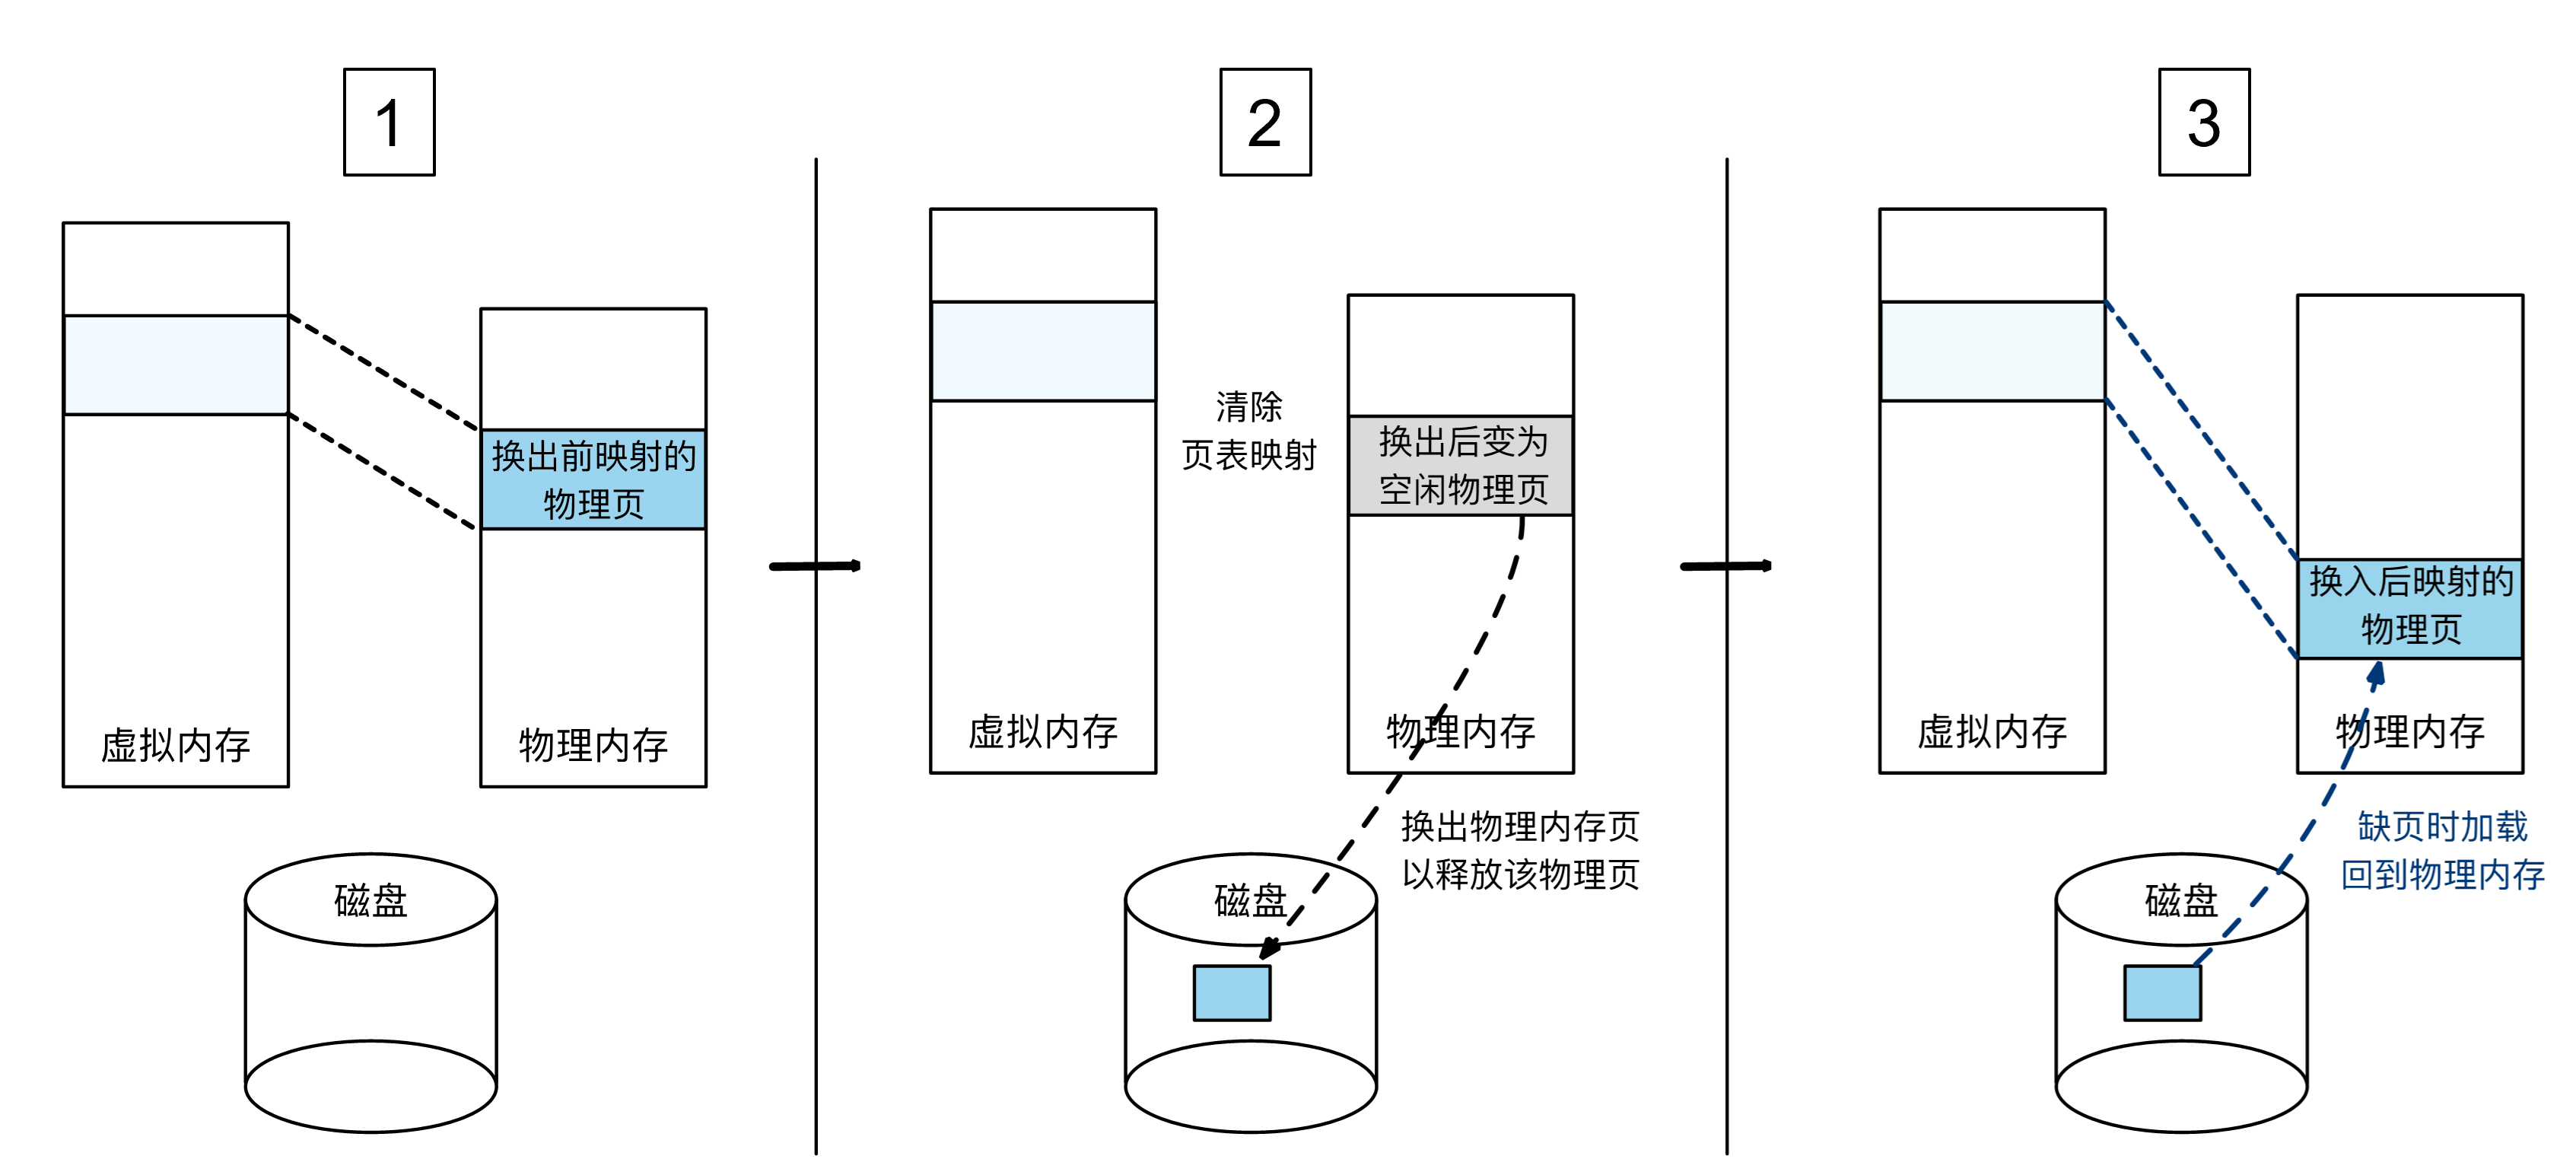 1
换出前映射的
物理页
虚拟内存
物理内存
磁盘
2
清除
页表映射
换出后变为
空闲物理页
虚拟内存
物理内存
换出物理内存页
以释放该物理页
磁盘
3
换入后映射的
物理页
虚拟内存
物理内存
缺页时加载
回到物理内存
磁盘